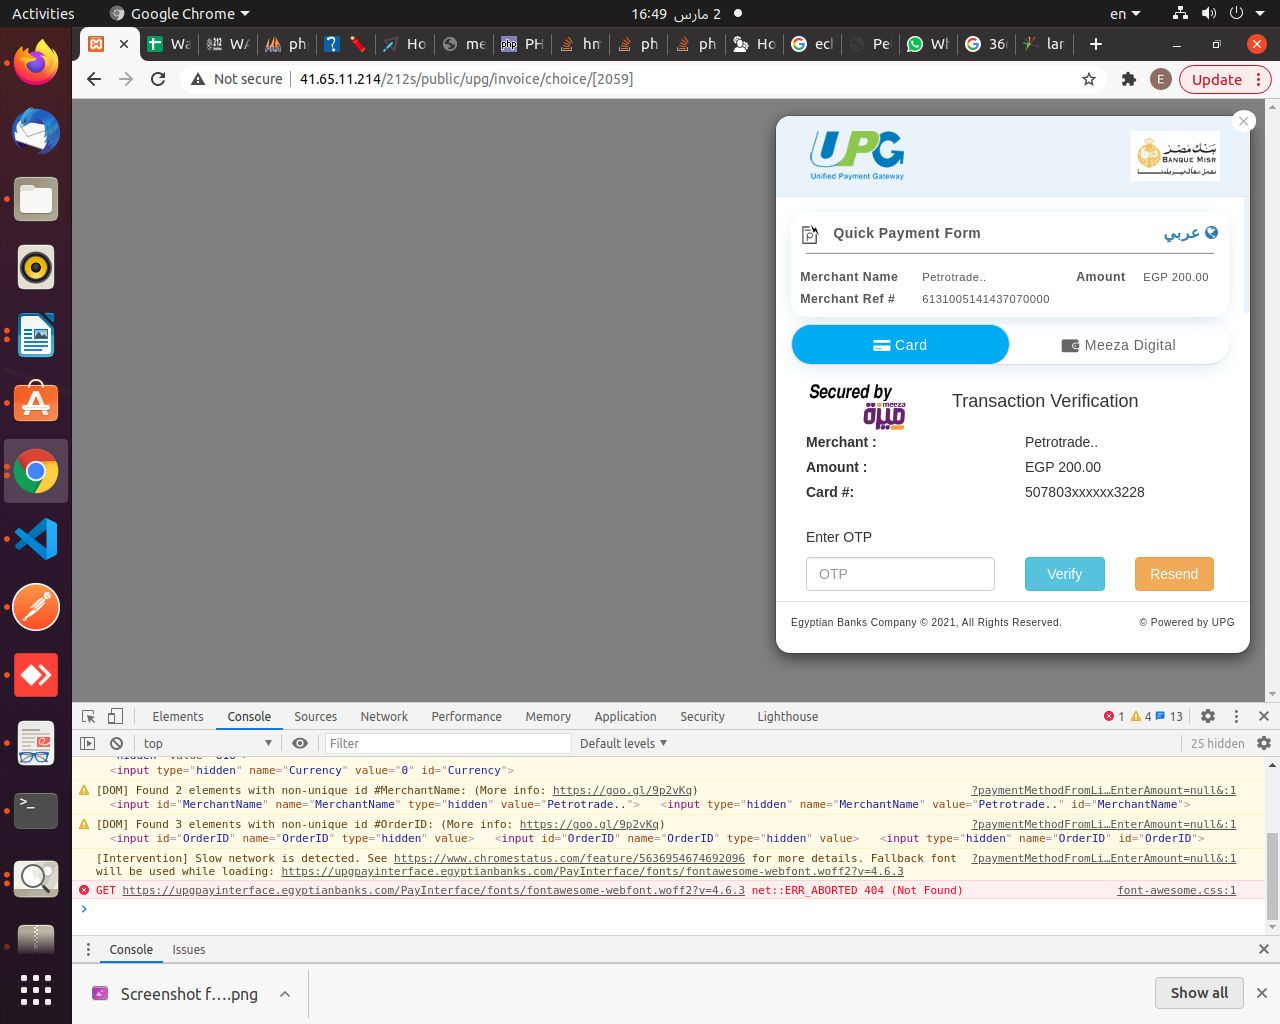 Activities
Google Chrome
2 مارس 16:49
en
Wa
WA
ph
Ho
me
PH
hm
ph
ph
Ho
ech
Pe
Wh
360
lar
Not secure
41.65.11.214/212s/public/upg/invoice/choice/[2059]
E
Update
UPG
Unified Payment Gateway
بنك مصر
BANQUE MISR
Quick Payment Form
عربي
Merchant Name Petrotrade.. Amount EGP 200.00
Merchant Ref # 6131005141437070000
Card
Meeza Digital
Secured by
meeza
ميزة
Transaction Verification
Merchant : Petrotrade..
Amount : EGP 200.00
Card #: 507803xxxxxx3228
Enter OTP
OTP
Verify
Resend
Egyptian Banks Company © 2021, All Rights Reserved. © Powered by UPG
Elements Console Sources Network Performance Memory Application Security Lighthouse 1 4 13
top Filter Default levels 25 hidden
<input type="hidden" name="Currency" value="0" id="Currency">
[DOM] Found 2 elements with non-unique id #MerchantName: (More info: https://goo.gl/9p2vKq) ?paymentMethodFromLi…EnterAmount=null&:1
<input id="MerchantName" name="MerchantName" type="hidden" value="Petrotrade.."> <input type="hidden" name="MerchantName" value="Petrotrade.." id="MerchantName">
[DOM] Found 3 elements with non-unique id #OrderID: (More info: https://goo.gl/9p2vKq) ?paymentMethodFromLi…EnterAmount=null&:1
<input id="OrderID" name="OrderID" type="hidden" value> <input id="OrderID" name="OrderID" type="hidden" value> <input type="hidden" name="OrderID" id="OrderID">
[Intervention] Slow network is detected. See https://www.chromestatus.com/feature/5636954674692096 for more details. Fallback font ?paymentMethodFromLi…EnterAmount=null&:1
will be used while loading: https://upgpayinterface.egyptianbanks.com/PayInterface/fonts/fontawesome-webfont.woff2?v=4.6.3
GET https://upgpayinterface.egyptianbanks.com/PayInterface/fonts/fontawesome-webfont.woff2?v=4.6.3 net::ERR_ABORTED 404 (Not Found) font-awesome.css:1
Console Issues
Screenshot f….png
Show all